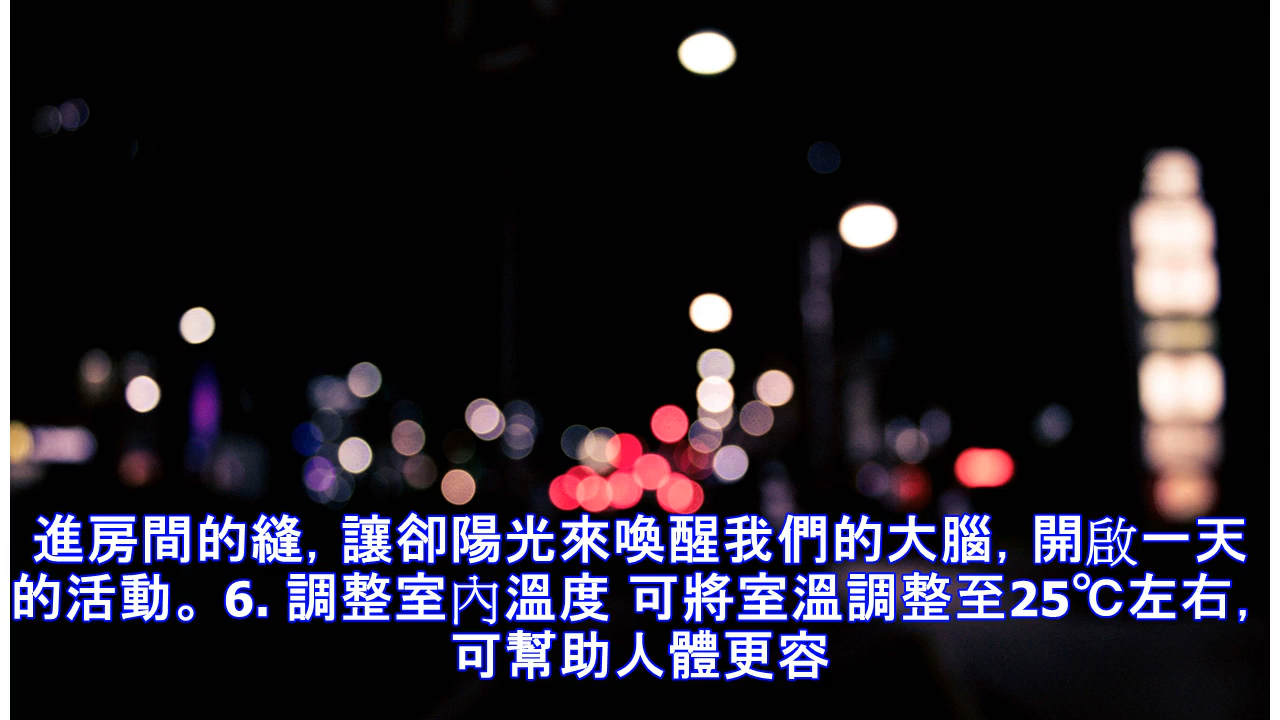 進房間的縫, 讓卻陽光來喚醒我們的大腦, 開啟一天
的活動。6. 調整室內溫度 可將室溫調整至25℃左右,
可幫助人體更容